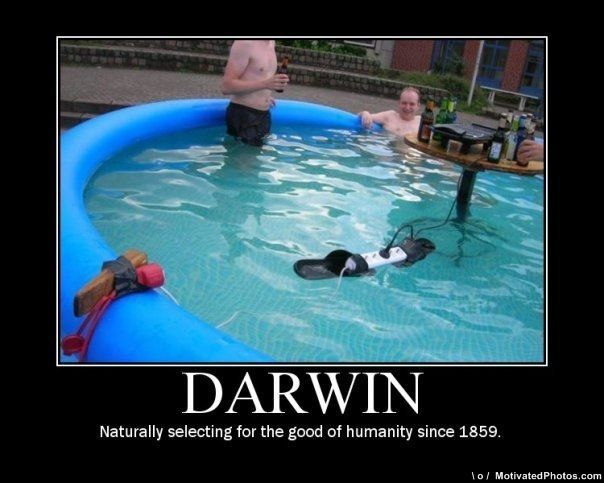 DARWIN
Naturally selecting for the good of humanity since 1859.
\ o / MotivatedPhotos.com